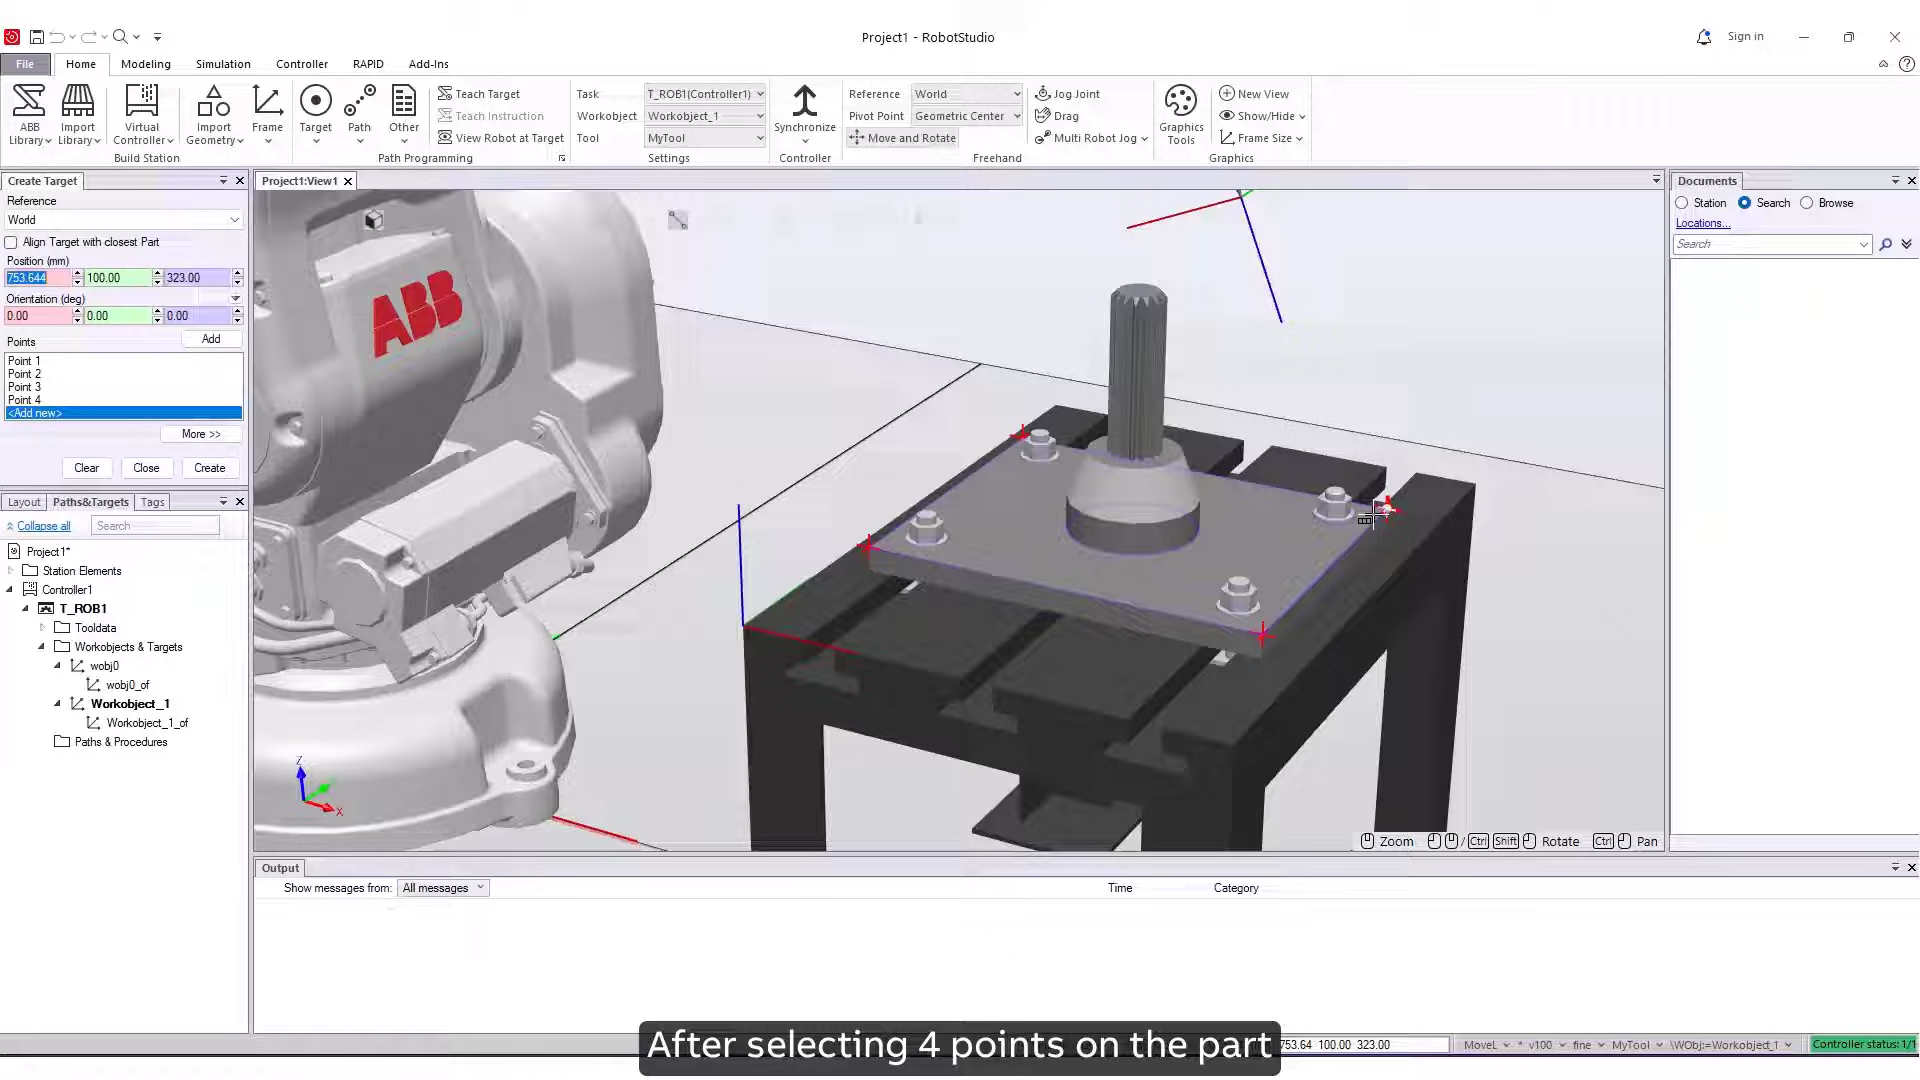 Project1 - RobotStudio
Sign in
File Home Modeling Simulation Controller RAPID Add-Ins
ABB Library
Import Library
Virtual Controller
Import Geometry
Frame
Build Station
Target
Path
Other
Teach Target
Teach Instruction
View Robot at Target
Path Programming
Task T_ROB1(Controller1)
Workobject Workobject_1
Tool MyTool
Settings
Synchronize
Controller
Reference World
Pivot Point Geometric Center
Move and Rotate
Jog Joint
Drag
Multi Robot Jog
Freehand
Graphics Tools
New View
Show/Hide
Frame Size
Graphics
Create Target
Reference
World
Align Target with closest Part
Position (mm)
753.644 100.00 323.00
Orientation (deg)
0.00 0.00 0.00
Points Add
Point 1
Point 2
Point 3
Point 4
<Add new>
More >>
Clear Close Create
Layout Paths&Targets Tags
Collapse all Search
Project1*
Station Elements
Controller1
T_ROB1
Tooldata
Workobjects & Targets
wobj0
wobj0_of
Workobject_1
Workobject_1_of
Paths & Procedures
Project1:View1
ABB
Z
X
Zoom / Ctrl Shift Rotate Ctrl Pan
Documents
Station Search Browse
Locations...
Search
Output
Show messages from: All messages Time Category
After selecting 4 points on the part
753.64 100.00 323.00
MoveL * v100 fine MyTool \WObj:=Workobject_1 Controller status: 1/1